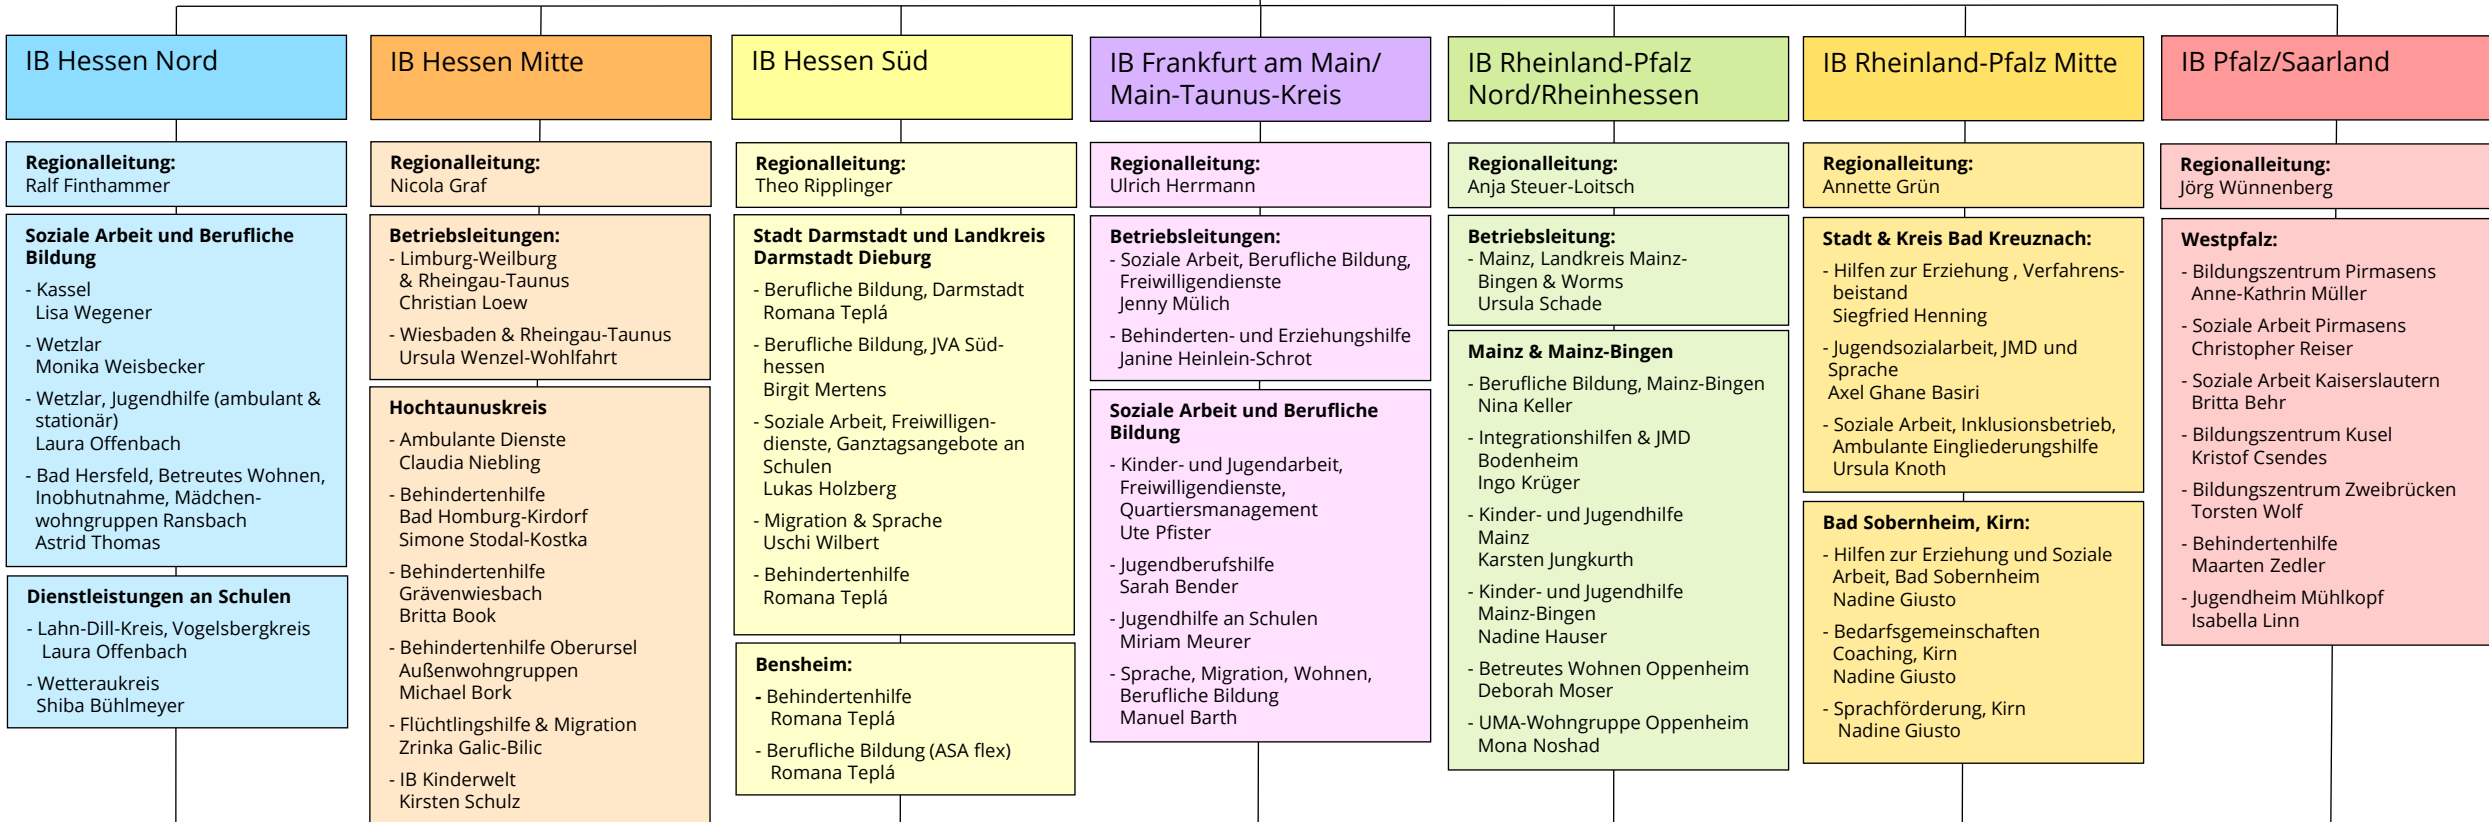 IB Hessen Nord
Regionalleitung:
Ralf Finthammer
Soziale Arbeit und Berufliche
Bildung
- Kassel
Lisa Wegener
- Wetzlar
Monika Weisbecker
- Wetzlar, Jugendhilfe (ambulant &
stationär)
Laura Offenbach
- Bad Hersfeld, Betreutes Wohnen,
Inobhutnahme, Mädchen-
wohngruppen Ransbach
Astrid Thomas
Dienstleistungen an Schulen
- Lahn-Dill-Kreis, Vogelsbergkreis
Laura Offenbach
- Wetteraukreis
Shiba Bühlmeyer
IB Hessen Mitte
Regionalleitung:
Nicola Graf
Betriebsleitungen:
- Limburg-Weilburg
& Rheingau-Taunus
Christian Loew
- Wiesbaden & Rheingau-Taunus
Ursula Wenzel-Wohlfahrt
Hochtaunuskreis
- Ambulante Dienste
Claudia Niebling
- Behindertenhilfe
Bad Homburg-Kirdorf
Simone Stodal-Kostka
- Behindertenhilfe
Grävenwiesbach
Britta Book
- Behindertenhilfe Oberursel
Außenwohngruppen
Michael Bork
- Flüchtlingshilfe & Migration
Zrinka Galic-Bilic
- IB Kinderwelt
Kirsten Schulz
IB Hessen Süd
Regionalleitung:
Theo Ripplinger
Stadt Darmstadt und Landkreis
Darmstadt Dieburg
- Berufliche Bildung, Darmstadt
Romana Teplá
- Berufliche Bildung, JVA Süd-
hessen
Birgit Mertens
- Soziale Arbeit, Freiwilligen-
dienste, Ganztagsangebote an
Schulen
Lukas Holzberg
- Migration & Sprache
Uschi Wilbert
- Behindertenhilfe
Romana Teplá
Bensheim:
- Behindertenhilfe
Romana Teplá
- Berufliche Bildung (ASA flex)
Romana Teplá
IB Frankfurt am Main/
Main-Taunus-Kreis
Regionalleitung:
Ulrich Herrmann
Betriebsleitungen:
- Soziale Arbeit, Berufliche Bildung,
Freiwilligendienste
Jenny Mülich
- Behinderten- und Erziehungshilfe
Janine Heinlein-Schrot
Soziale Arbeit und Berufliche
Bildung
- Kinder- und Jugendarbeit,
Freiwilligendienste,
Quartiersmanagement
Ute Pfister
- Jugendberufshilfe
Sarah Bender
- Jugendhilfe an Schulen
Miriam Meurer
- Sprache, Migration, Wohnen,
Berufliche Bildung
Manuel Barth
IB Rheinland-Pfalz
Nord/Rheinhessen
Regionalleitung:
Anja Steuer-Loitsch
Betriebsleitung:
- Mainz, Landkreis Mainz-
Bingen & Worms
Ursula Schade
Mainz & Mainz-Bingen
- Berufliche Bildung, Mainz-Bingen
Nina Keller
- Integrationshilfen & JMD
Bodenheim
Ingo Krüger
- Kinder- und Jugendhilfe
Mainz
Karsten Jungkurth
- Kinder- und Jugendhilfe
Mainz-Bingen
Nadine Hauser
- Betreutes Wohnen Oppenheim
Deborah Moser
- UMA-Wohngruppe Oppenheim
Mona Noshad
IB Rheinland-Pfalz Mitte
Regionalleitung:
Annette Grün
Stadt & Kreis Bad Kreuznach:
- Hilfen zur Erziehung , Verfahrens-
beistand
Siegfried Henning
- Jugendsozialarbeit, JMD und
Sprache
Axel Ghane Basiri
- Soziale Arbeit, Inklusionsbetrieb,
Ambulante Eingliederungshilfe
Ursula Knoth
Bad Sobernheim, Kirn:
- Hilfen zur Erziehung und Soziale
Arbeit, Bad Sobernheim
Nadine Giusto
- Bedarfsgemeinschaften
Coaching, Kirn
Nadine Giusto
- Sprachförderung, Kirn
Nadine Giusto
IB Pfalz/Saarland
Regionalleitung:
Jörg Wünnenberg
Westpfalz:
- Bildungszentrum Pirmasens
Anne-Kathrin Müller
- Soziale Arbeit Pirmasens
Christopher Reiser
- Soziale Arbeit Kaiserslautern
Britta Behr
- Bildungszentrum Kusel
Kristof Csendes
- Bildungszentrum Zweibrücken
Torsten Wolf
- Behindertenhilfe
Maarten Zedler
- Jugendheim Mühlkopf
Isabella Linn